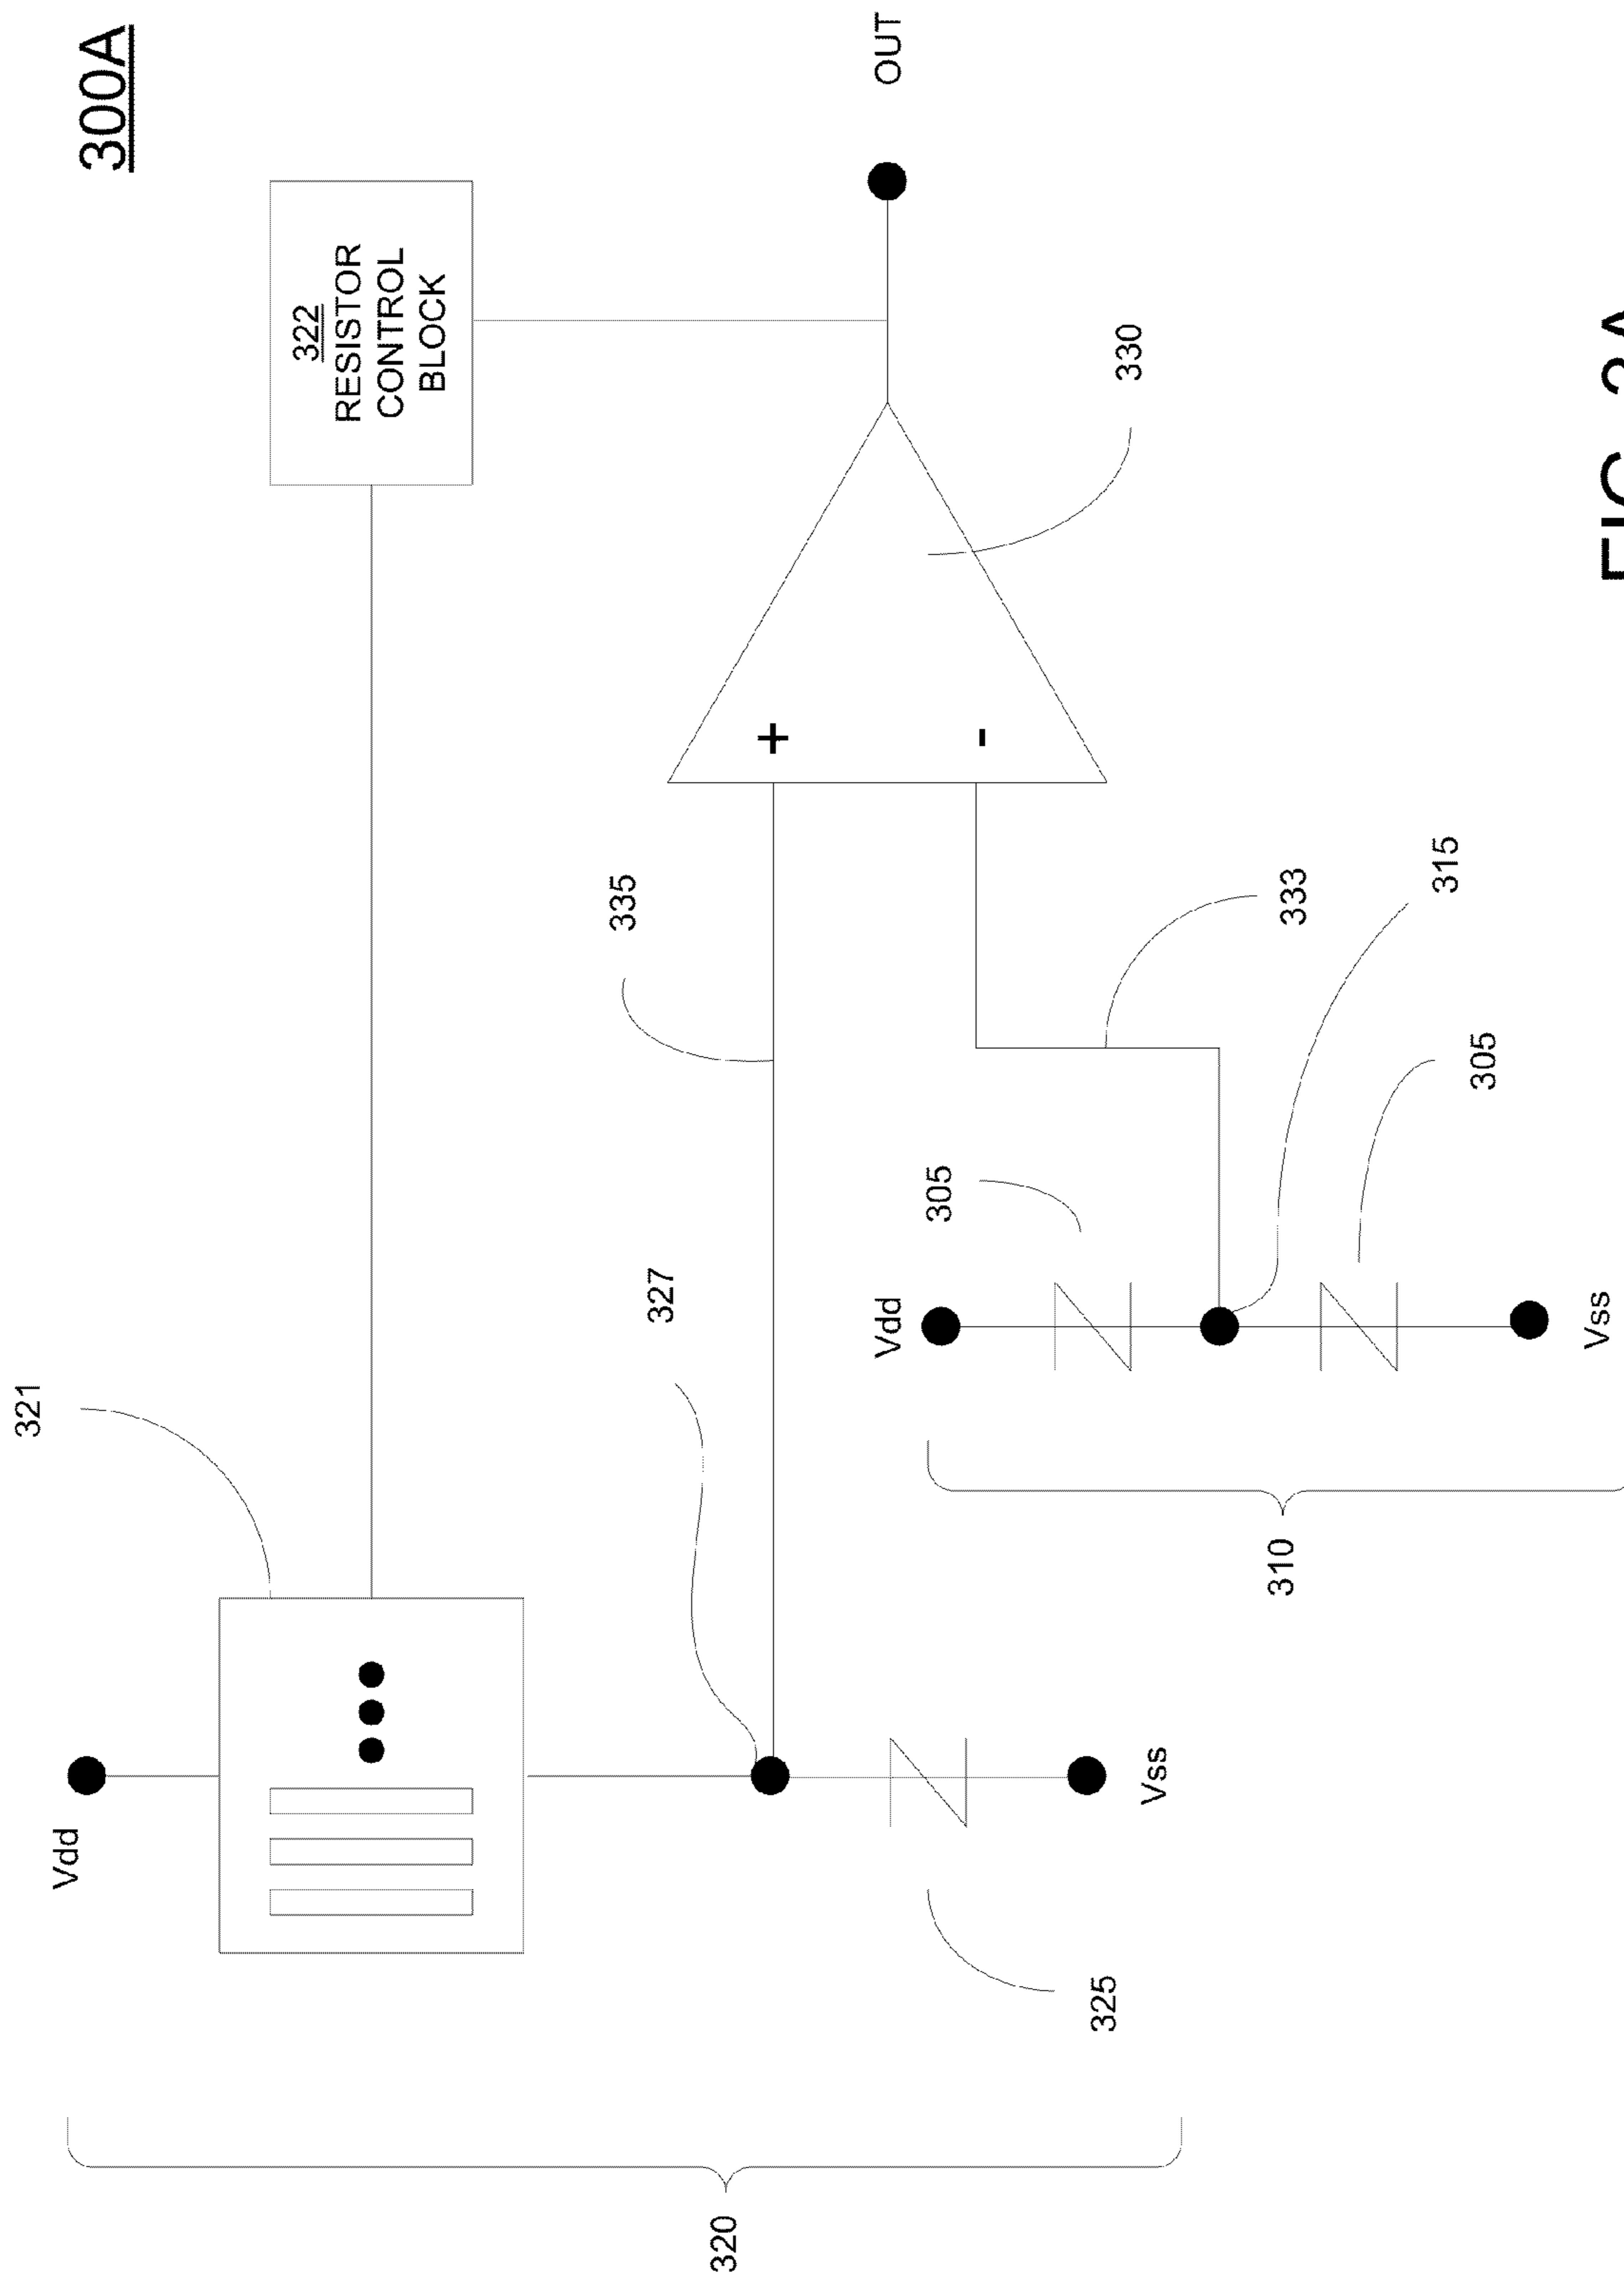 321
Vdd
300A
322
RESISTOR
CONTROL
BLOCK
335
327
320
+
Vdd
OUT
305
-
325
330
Vss
310
333
315
305
Vss